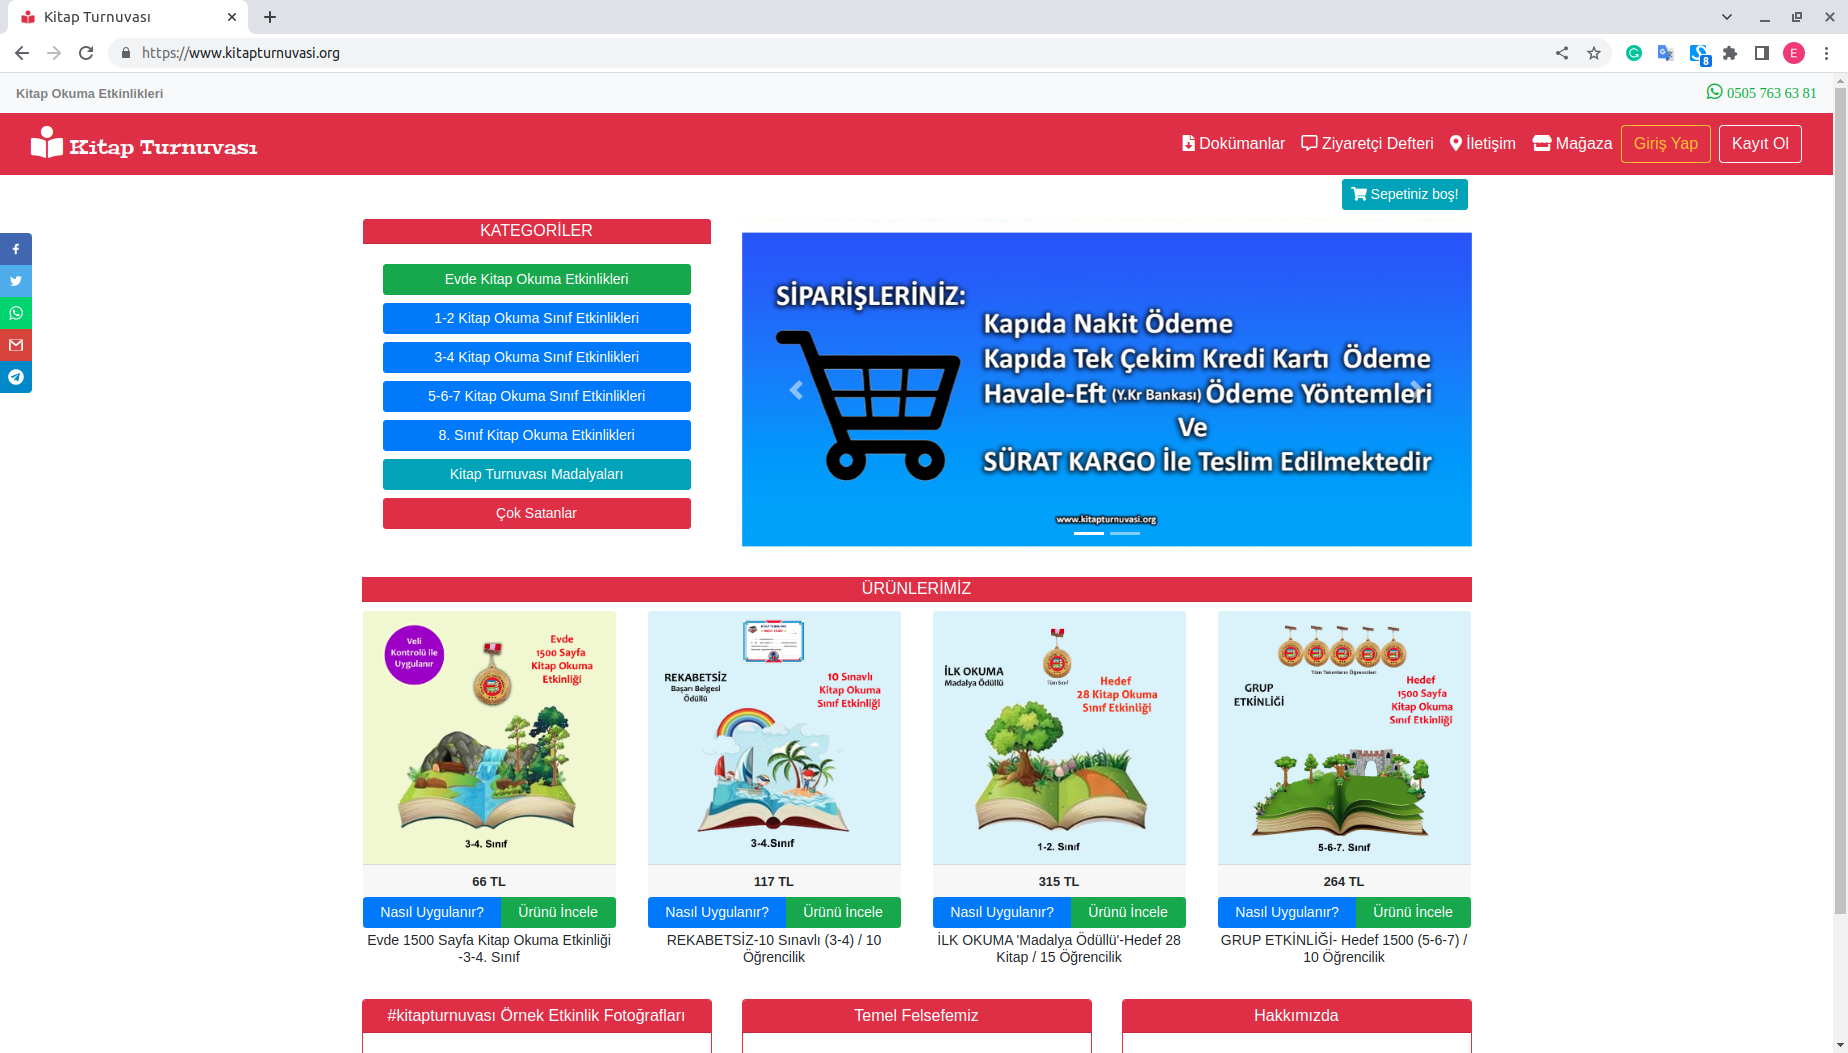 Kitap Turnuvası
https://www.kitapturnuvasi.org
8
E
Kitap Okuma Etkinlikleri
0505 763 63 81
Kitap Turnuvası
Dokümanlar
Ziyaretçi Defteri
İletişim
Mağaza
Giriş Yap
Kayıt Ol
Sepetiniz boş!
KATEGORİLER
Evde Kitap Okuma Etkinlikleri
1-2 Kitap Okuma Sınıf Etkinlikleri
3-4 Kitap Okuma Sınıf Etkinlikleri
5-6-7 Kitap Okuma Sınıf Etkinlikleri
8. Sınıf Kitap Okuma Etkinlikleri
Kitap Turnuvası Madalyaları
Çok Satanlar
SİPARİŞLERİNİZ:
Kapıda Nakit Ödeme
Kapıda Tek Çekim Kredi Kartı Ödeme
Havale-Eft (Y.Kr Bankası) Ödeme Yöntemleri
Ve
SÜRAT KARGO İle Teslim Edilmektedir
www.kitapturnuvasi.org
ÜRÜNLERİMİZ
Veli
Kontrolü ile
Uygulanır
Evde
1500 Sayfa
Kitap Okuma
Etkinliği
3-4. Sınıf
66 TL
Nasıl Uygulanır?
Ürünü İncele
Evde 1500 Sayfa Kitap Okuma Etkinliği
-3-4. Sınıf
REKABETSİZ
Başarı Belgesi
Ödüllü
10 Sınavlı
Kitap Okuma
Sınıf Etkinliği
3-4.Sınıf
117 TL
Nasıl Uygulanır?
Ürünü İncele
REKABETSİZ-10 Sınavlı (3-4) / 10
Öğrencilik
İLK OKUMA
Madalya Ödüllü
Tüm Sınıf
Hedef
28 Kitap Okuma
Sınıf Etkinliği
1-2. Sınıf
315 TL
Nasıl Uygulanır?
Ürünü İncele
İLK OKUMA 'Madalya Ödüllü'-Hedef 28
Kitap / 15 Öğrencilik
Tüm Takımların Öğrencileri
GRUP
ETKİNLİĞİ
Hedef
1500 Sayfa
Kitap Okuma
Sınıf Etkinliği
5-6-7. Sınıf
264 TL
Nasıl Uygulanır?
Ürünü İncele
GRUP ETKİNLİĞİ- Hedef 1500 (5-6-7) /
10 Öğrencilik
#kitapturnuvası Örnek Etkinlik Fotoğrafları
Temel Felsefemiz
Hakkımızda